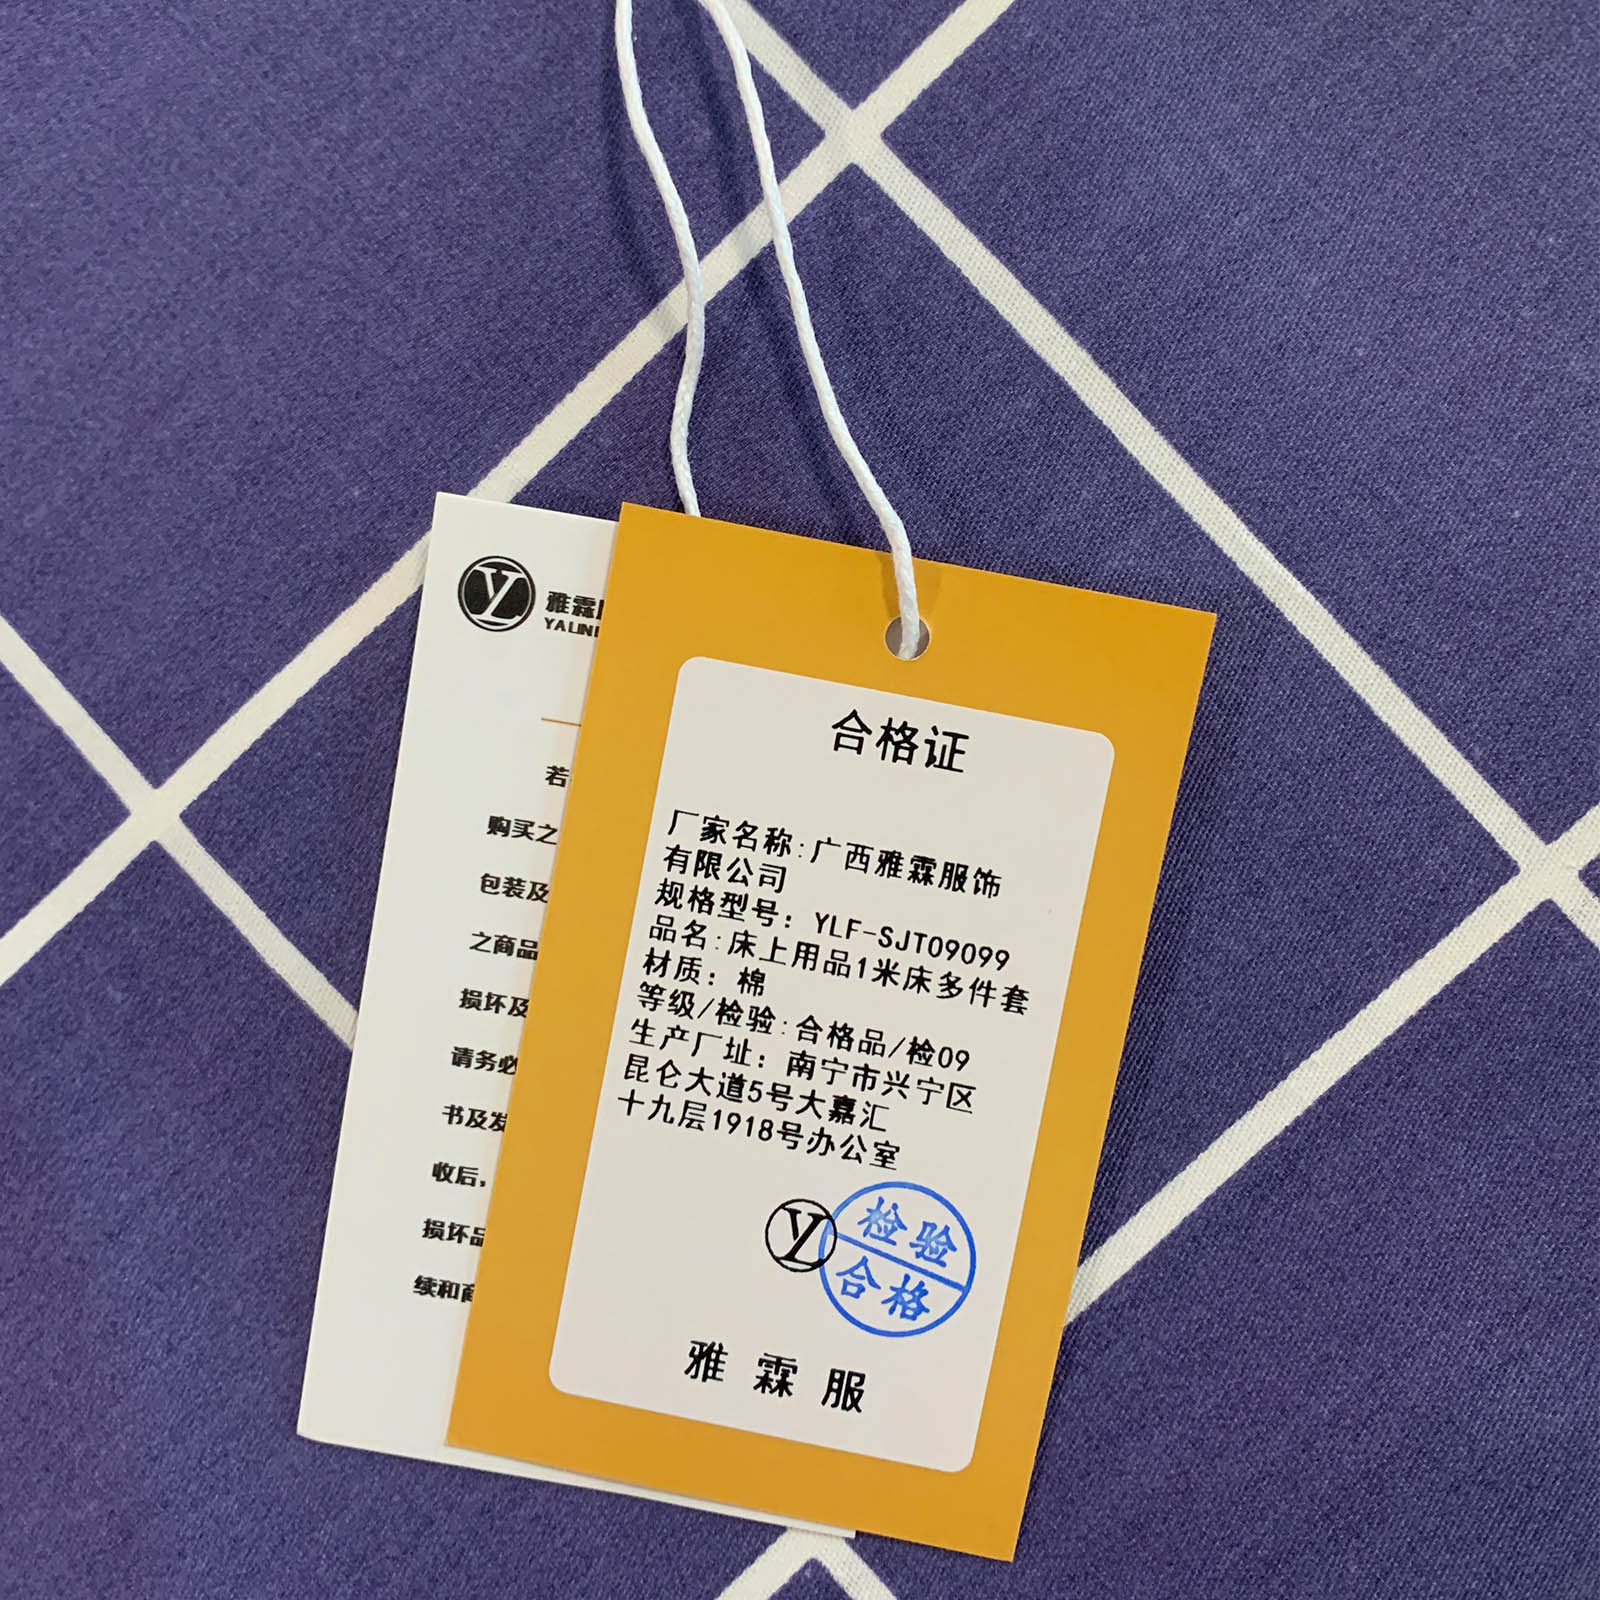 雅霖
YALIN
若
购买之
包装及
之商品
损坏及
请务必
书及发
收后，
损坏品
续和商
合格证
厂家名称：广西雅霖服饰
有限公司
规格型号：YLF-SJT09099
品名：床上用品1米床多件套
材质：棉
等级/检验：合格品/检09
生产厂址：南宁市兴宁区
昆仑大道5号大嘉汇
十九层1918号办公室
Y
检验
合格
雅霖服